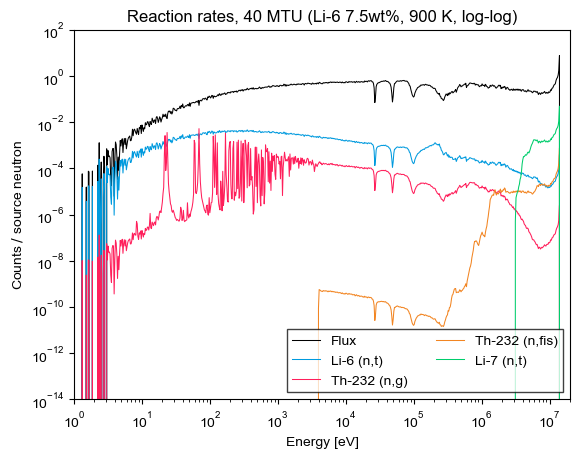 Reaction rates, 40 MTU (Li-6 7.5wt%, 900 K, log-log)
Counts / source neutron
10^2
10^0
10^−2
10^−4
10^−6
10^−8
10^−10
10^−12
10^−14
Flux
Li-6 (n,t)
Th-232 (n,g)
Th-232 (n,fis)
Li-7 (n,t)
10^0 10^1 10^2 10^3 10^4 10^5 10^6 10^7
Energy [eV]